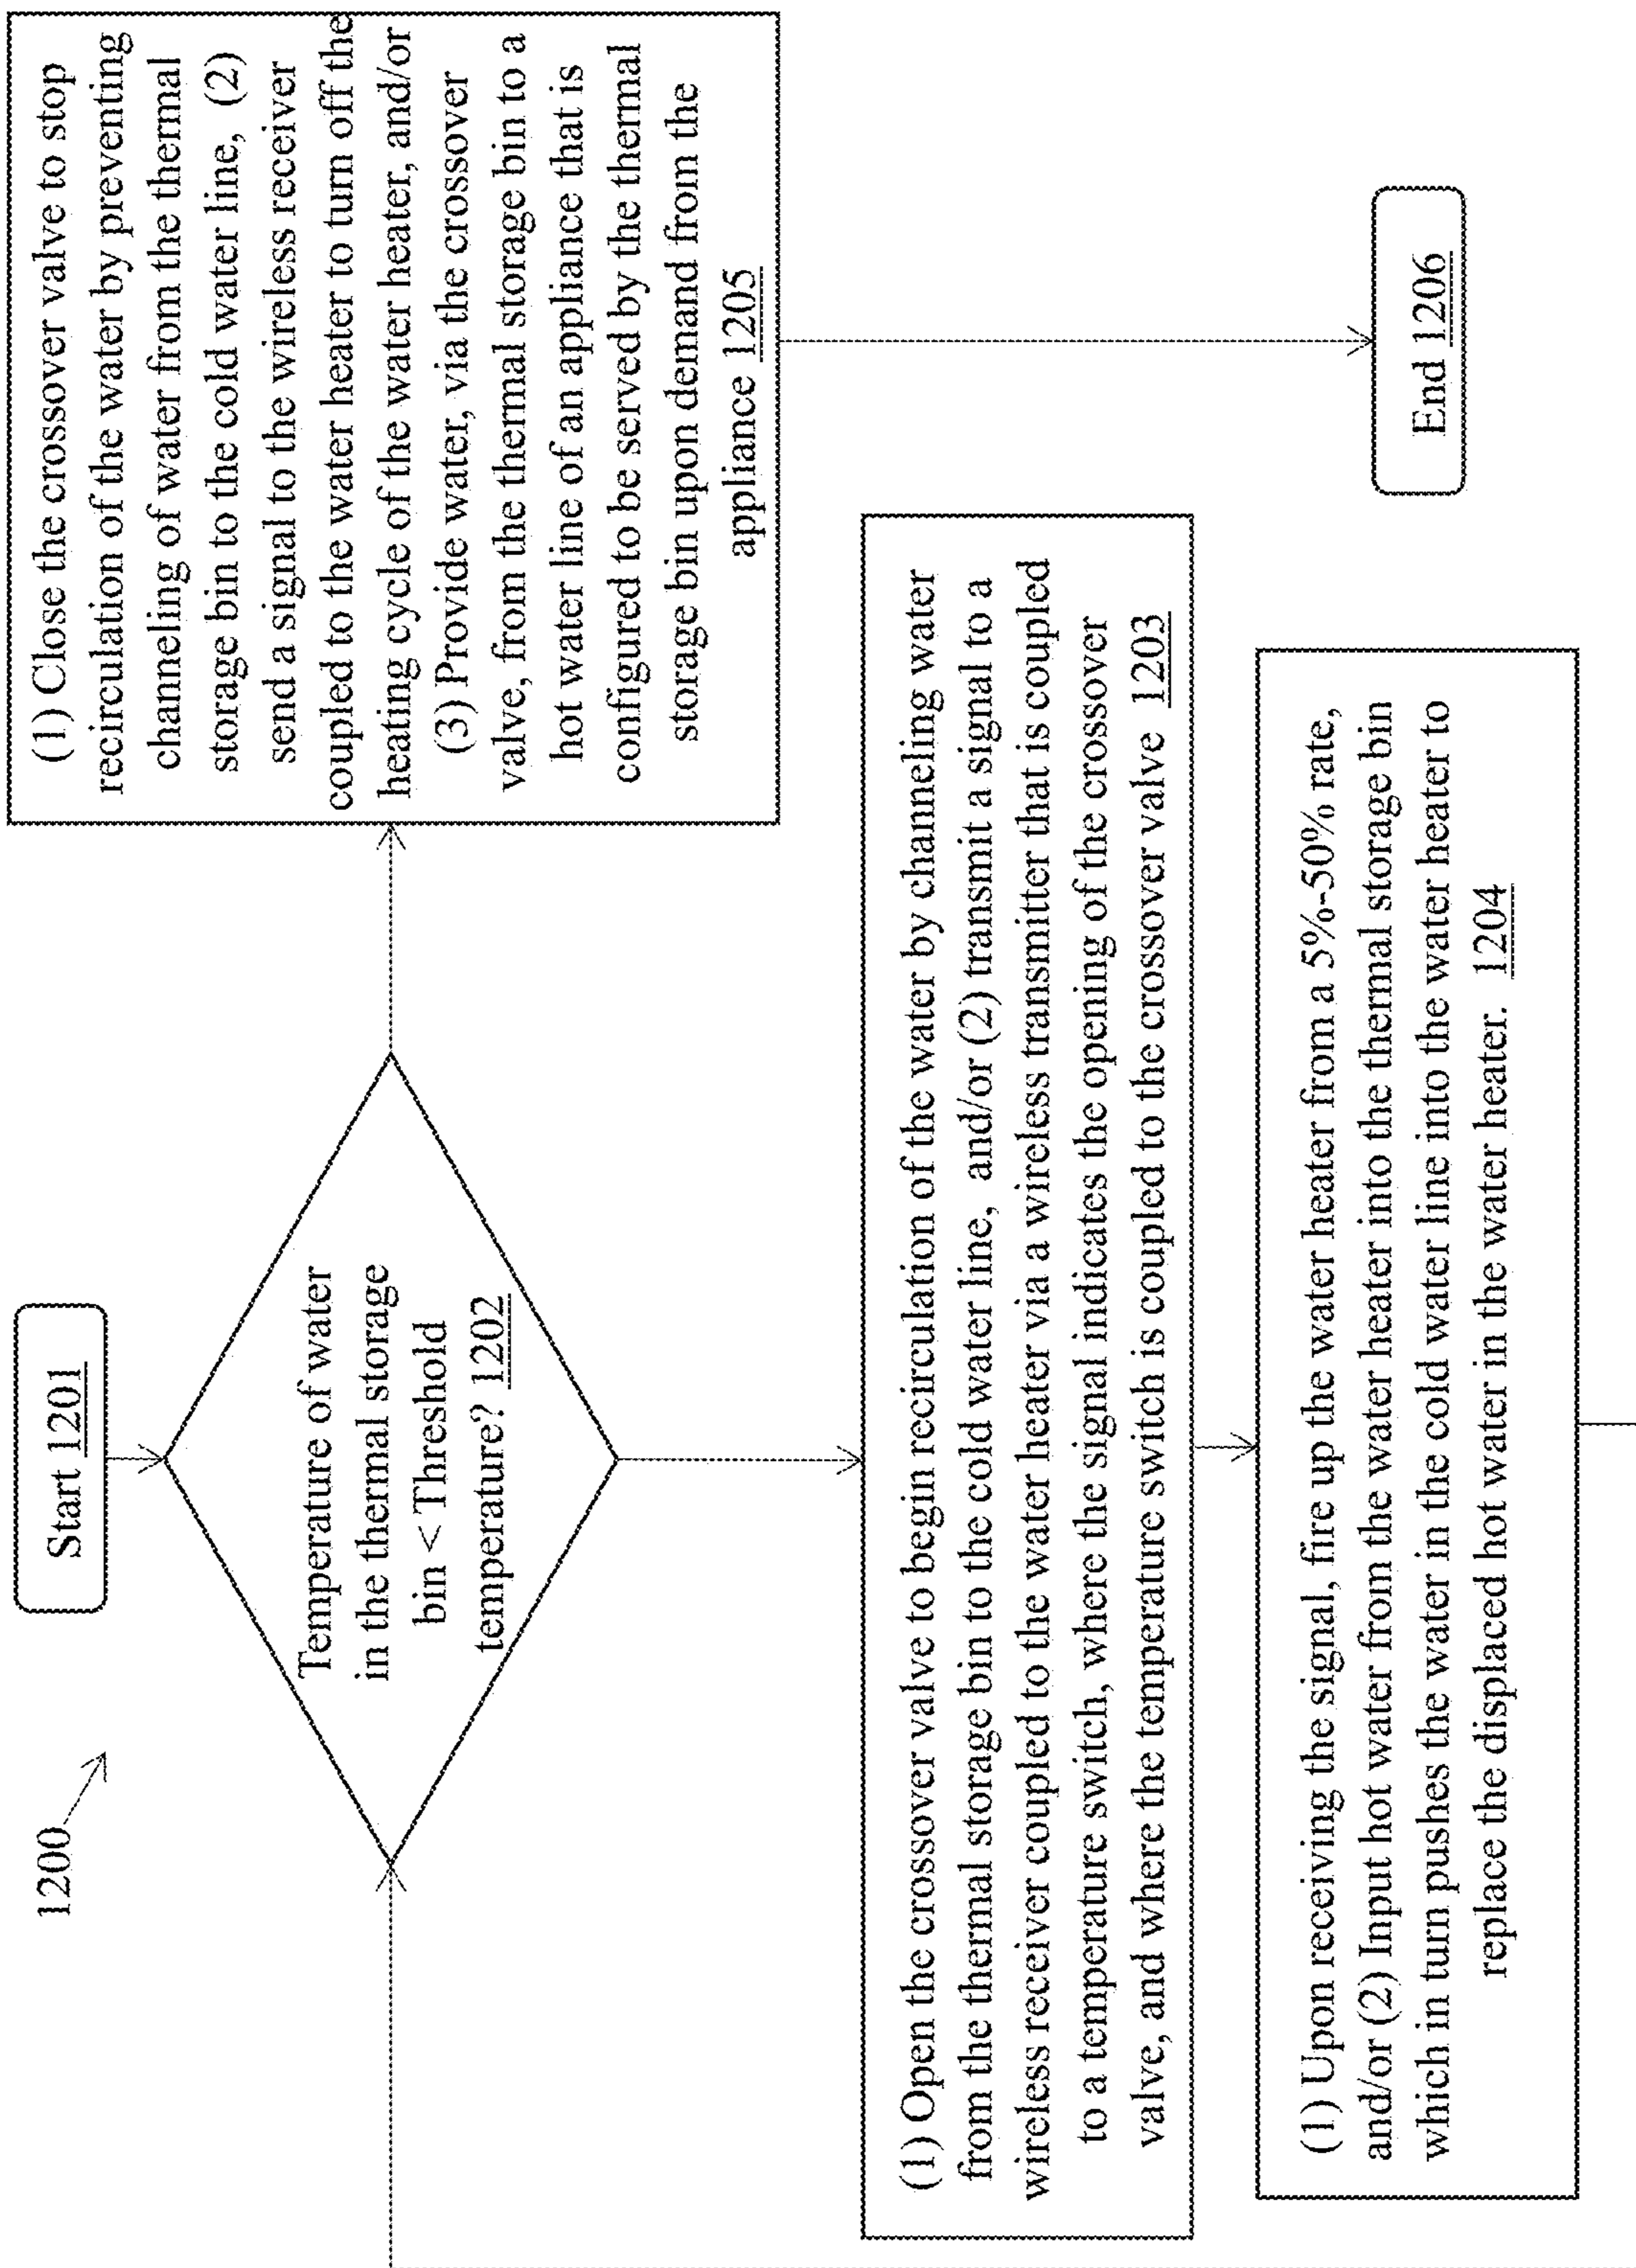 1200
Start 1201
Temperature of water
in the thermal storage
bin < Threshold
temperature? 1202
(1) Close the crossover valve to stop
recirculation of the water by preventing
channeling of water from the thermal
storage bin to the cold water line, (2)
send a signal to the wireless receiver
coupled to the water heater to turn off the
heating cycle of the water heater, and/or
(3) Provide water, via the crossover
valve, from the thermal storage bin to a
hot water line of an appliance that is
configured to be served by the thermal
storage bin upon demand from the
appliance 1205
(1) Open the crossover valve to begin recirculation of the water by channeling water
from the thermal storage bin to the cold water line, and/or (2) transmit a signal to a
wireless receiver coupled to the water heater via a wireless transmitter that is coupled
to a temperature switch, where the signal indicates the opening of the crossover
valve, and where the temperature switch is coupled to the crossover valve 1203
(1) Upon receiving the signal, fire up the water heater from a 5%-50% rate,
and/or (2) Input hot water from the water heater into the thermal storage bin
which in turn pushes the water in the cold water line into the water heater to
replace the displaced hot water in the water heater. 1204
End 1206